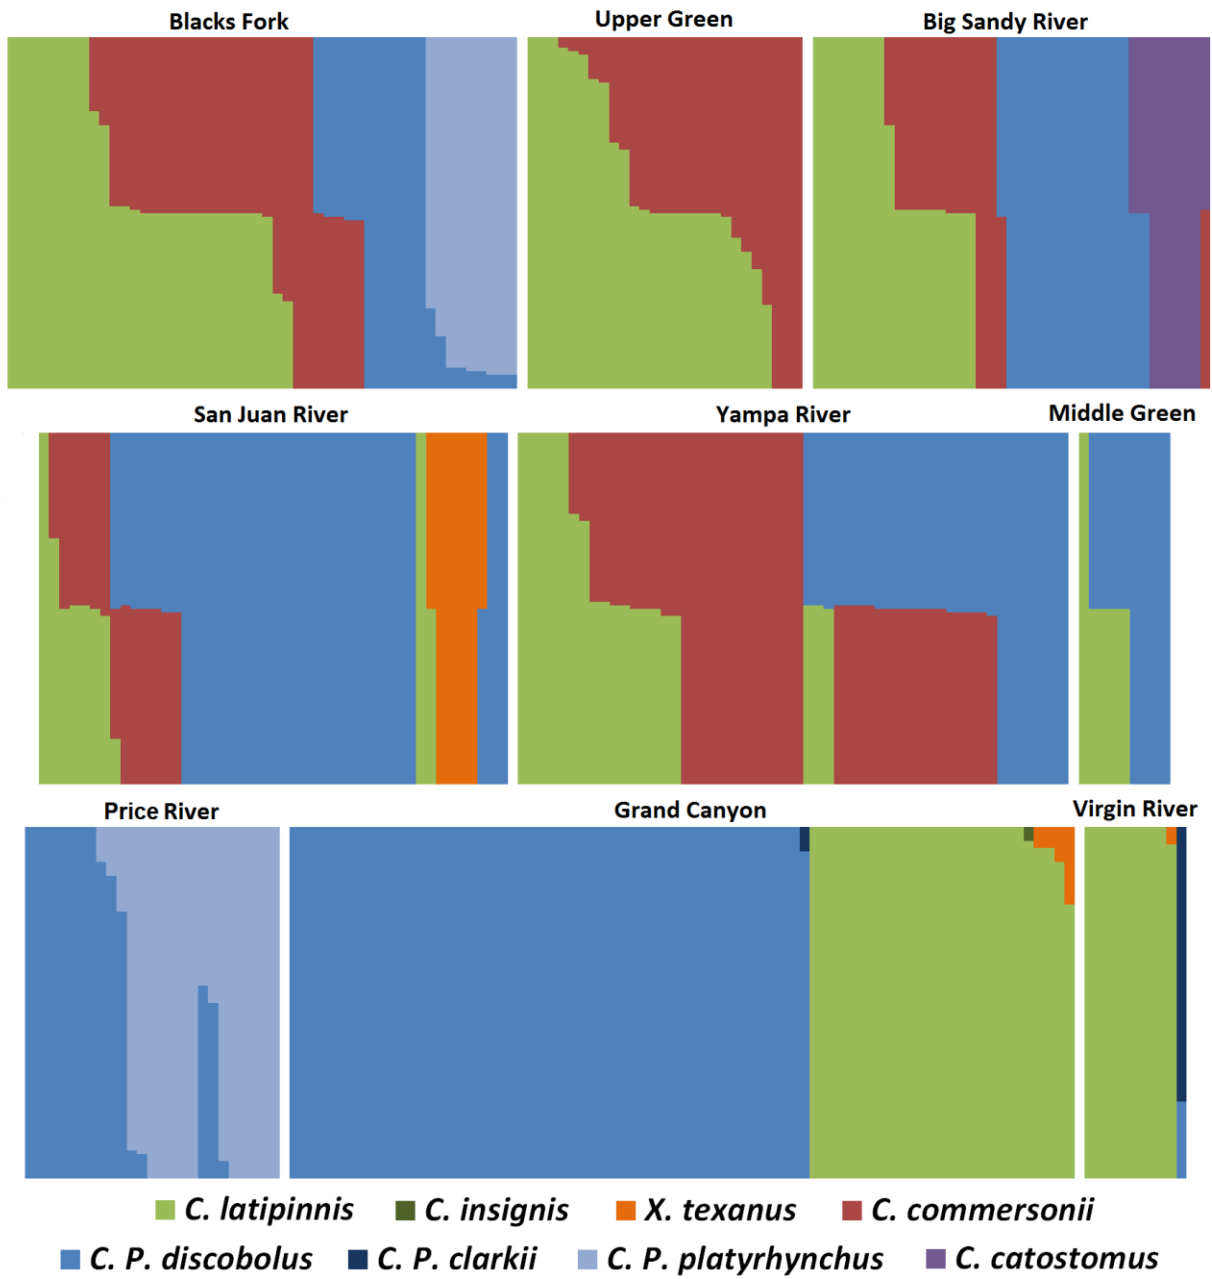 Blacks Fork Upper Green Big Sandy River
San Juan River Yampa River Middle Green
Price River Grand Canyon Virgin River
C. latipinnis C. insignis X. texanus C. commersonii
C. P. discobolus C. P. clarkii C. P. platyrhynchus C. catostomus